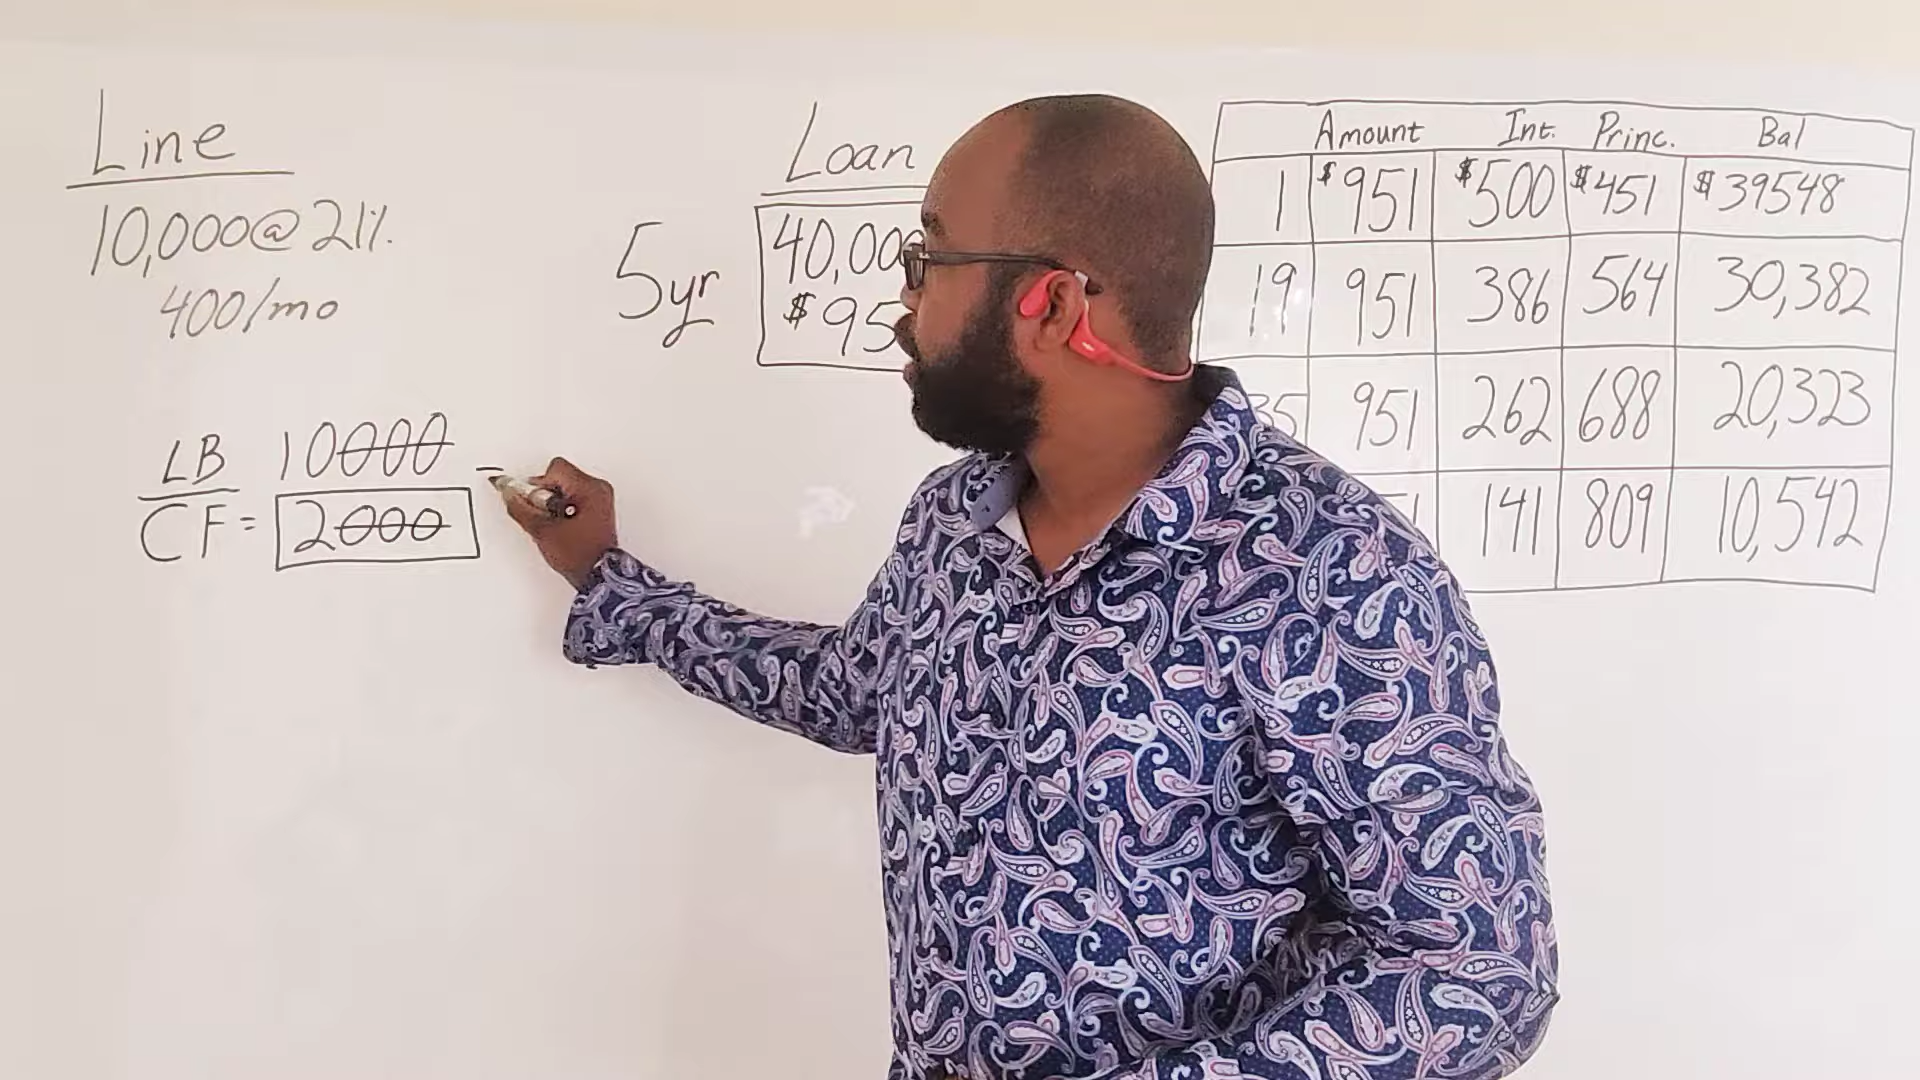 Line
10,000@21%
400/mo
LB 10000
CF = 2000 =
Loan
5yr
40,00
$95
Amount Int. Princ. Bal
1 $951 $500 $451 $39548
19 951 386 564 30,382
35 951 262 688 20,323
1 141 809 10,542